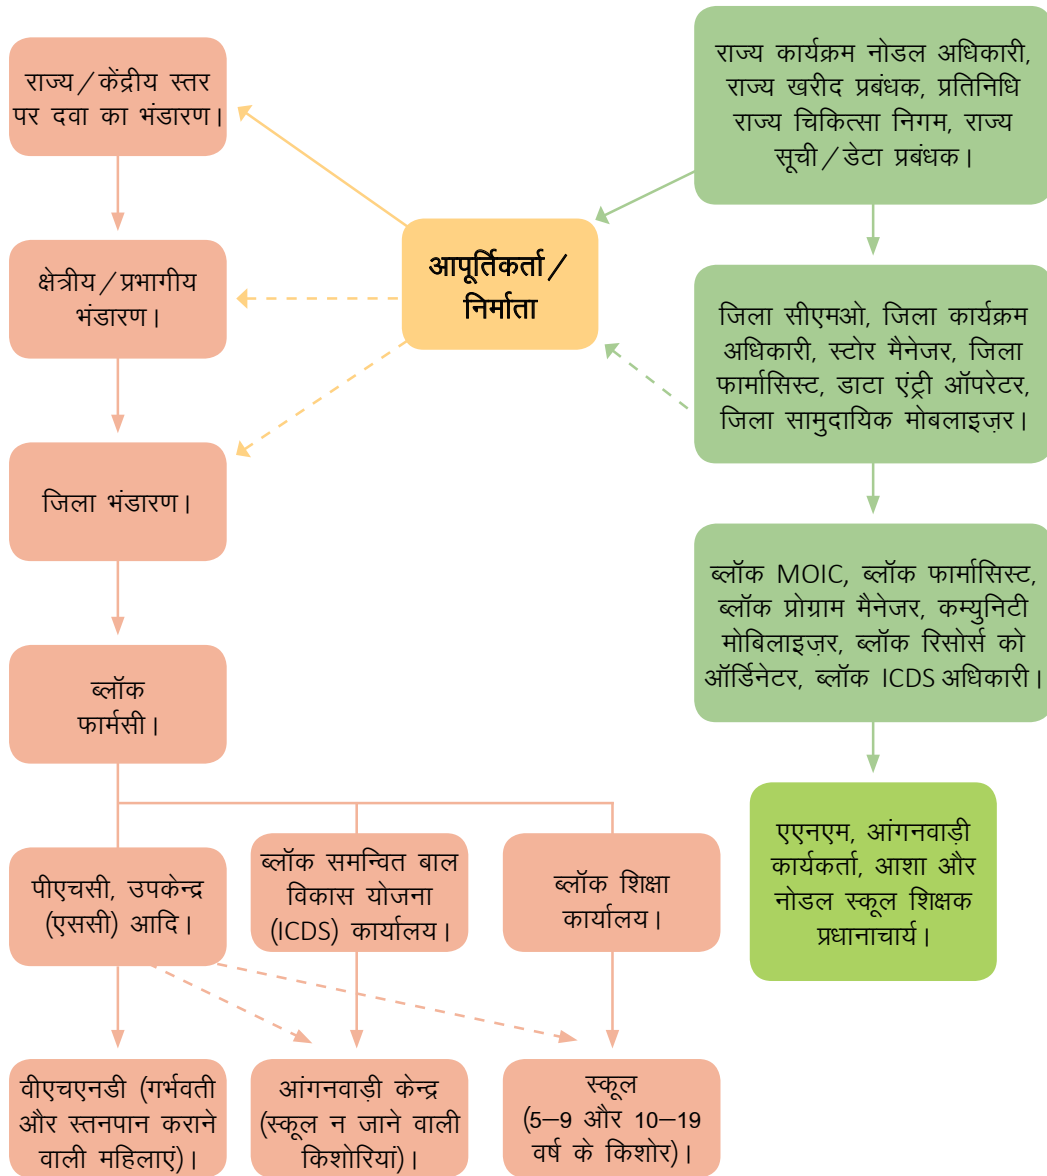 राज्य/केंद्रीय स्तर
पर दवा का भंडारण।
क्षेत्रीय/प्रभागीय
भंडारण।
जिला भंडारण।
ब्लॉक
फार्मसी।
पीएचसी, उपकेन्द्र
(एससी) आदि।
ब्लॉक समन्वित बाल
विकास योजना
(ICDS) कार्यालय।
ब्लॉक शिक्षा
कार्यालय।
वीएचएनडी (गर्भवती
और स्तनपान कराने
वाली महिलाएं)।
आंगनवाड़ी केन्द्र
(स्कूल न जाने वाली
किशोरियां)।
स्कूल
(5–9 और 10–19
वर्ष के किशोर)।
आपूर्तिकर्ता/
निर्माता
राज्य कार्यक्रम नोडल अधिकारी,
राज्य खरीद प्रबंधक, प्रतिनिधि
राज्य चिकित्सा निगम, राज्य
सूची/डेटा प्रबंधक।
जिला सीएमओ, जिला कार्यक्रम
अधिकारी, स्टोर मैनेजर, जिला
फार्मासिस्ट, डाटा एंट्री ऑपरेटर,
जिला सामुदायिक मोबलाइज़र।
ब्लॉक MOIC, ब्लॉक फार्मासिस्ट,
ब्लॉक प्रोग्राम मैनेजर, कम्युनिटी
मोबिलाइज़र, ब्लॉक रिसोर्स को
ऑर्डिनेटर, ब्लॉक ICDS अधिकारी।
एएनएम, आंगनवाड़ी
कार्यकर्ता, आशा और
नोडल स्कूल शिक्षक
प्रधानाचार्य।